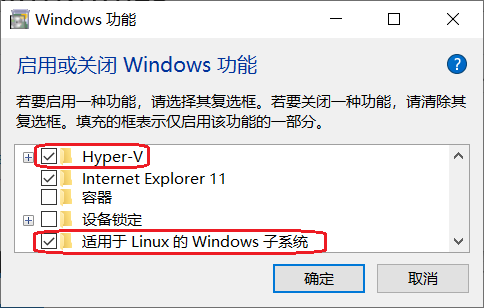 Windows 功能
启用或关闭 Windows 功能
?
若要启用一种功能，请选择其复选框。若要关闭一种功能，请清除其
复选框。填充的框表示仅启用该功能的一部分。
Hyper-V
Internet Explorer 11
容器
设备锁定
适用于 Linux 的 Windows 子系统
确定
取消